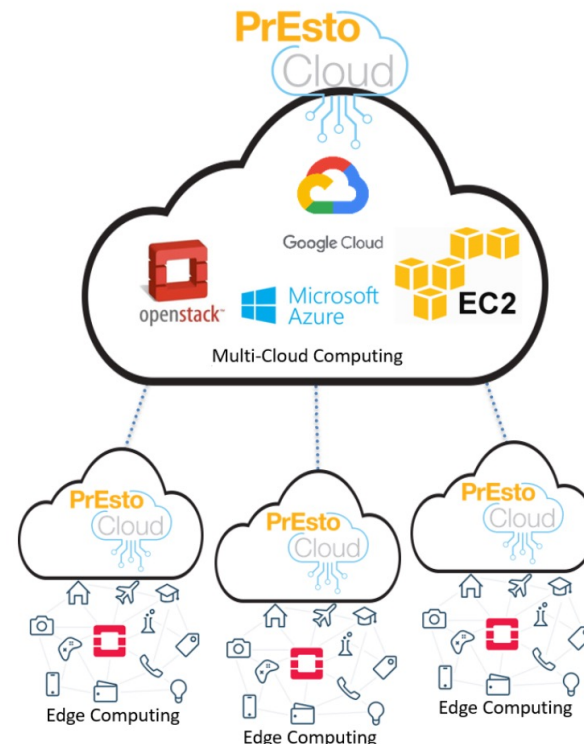 PrEsto
Cloud
Google Cloud
openstack™
Microsoft
Azure
EC2
Multi-Cloud Computing
PrEsto
Cloud
PrEsto
Cloud
PrEsto
Cloud
Edge Computing
Edge Computing
Edge Computing